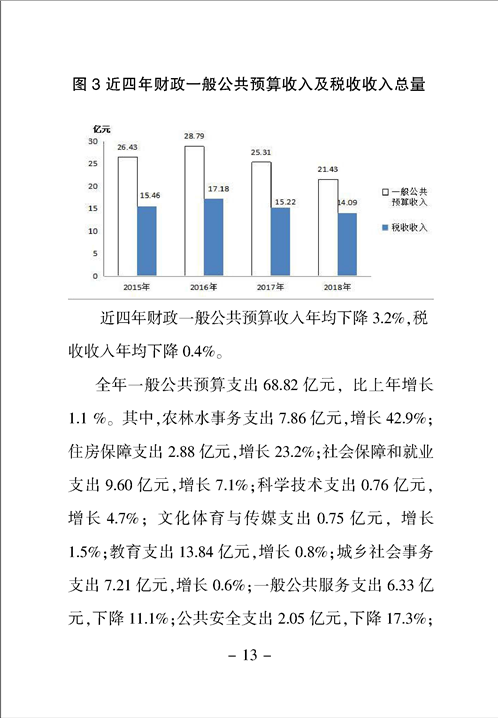 图 3 近四年财政一般公共预算收入及税收收入总量
亿元
30
25
20
15
10
5
0
26.43
15.46
28.79
17.18
25.31
15.22
21.43
14.09
2015年
2016年
2017年
2018年
一般公共
预算收入
税收收入
近四年财政一般公共预算收入年均下降 3.2%,税
收收入年均下降 0.4%。
全年一般公共预算支出 68.82 亿元，比上年增长
1.1 %。其中,农林水事务支出 7.86 亿元,增长 42.9%;
住房保障支出 2.88 亿元,增长 23.2%;社会保障和就业
支出 9.60 亿元,增长 7.1%;科学技术支出 0.76 亿元,
增长 4.7%；文化体育与传媒支出 0.75 亿元，增长
1.5%;教育支出 13.84 亿元,增长 0.8%;城乡社会事务
支出 7.21 亿元,增长 0.6%;一般公共服务支出 6.33 亿
元,下降 11.1%;公共安全支出 2.05 亿元,下降 17.3%;
- 13 -